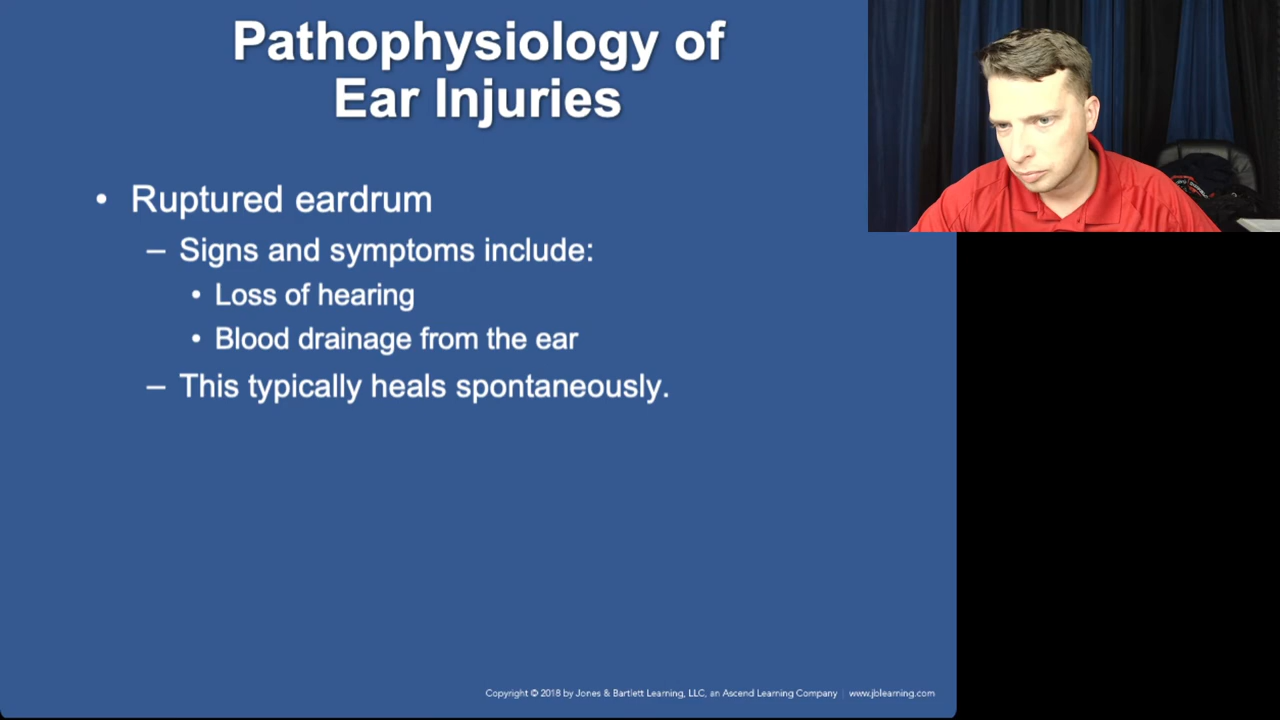 Pathophysiology of
Ear Injuries
• Ruptured eardrum
– Signs and symptoms include:
• Loss of hearing
• Blood drainage from the ear
– This typically heals spontaneously.
Copyright © 2018 by Jones & Bartlett Learning, LLC, an Ascend Learning Company | www.jblearning.com